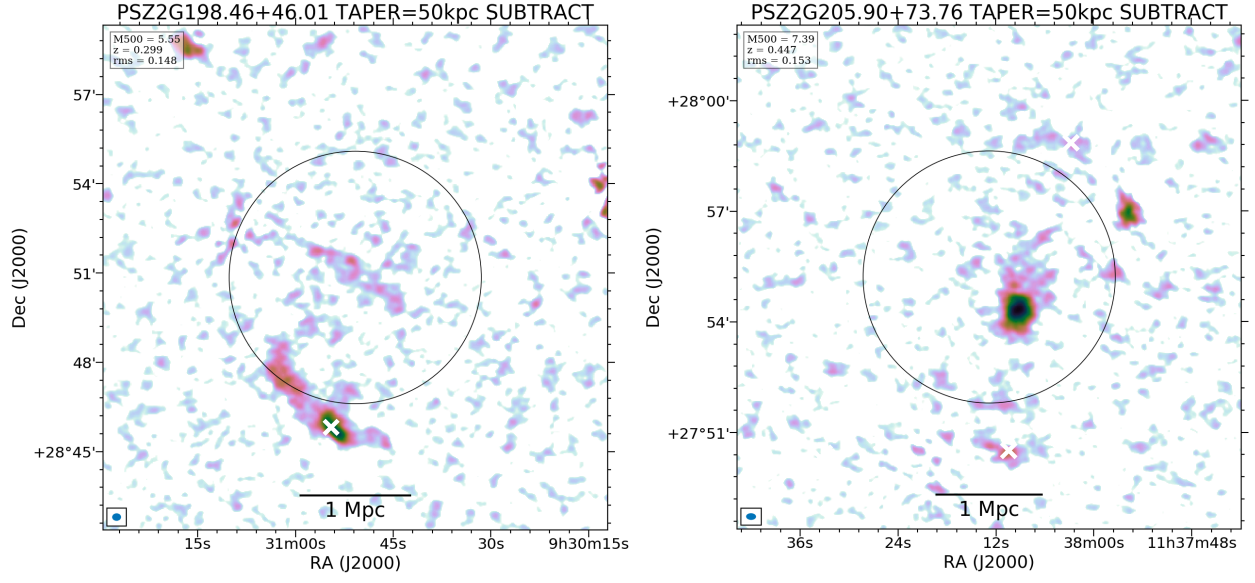 PSZ2G198.46+46.01 TAPER=50kpc SUBTRACT
M500 = 5.55
z = 0.299
rms = 0.148
57'
54'
51'
48'
+28°45'
Dec (J2000)
1 Mpc
15s 31m00s 45s 30s 9h30m15s
RA (J2000)
PSZ2G205.90+73.76 TAPER=50kpc SUBTRACT
M500 = 7.39
z = 0.447
rms = 0.153
+28°00'
57'
54'
+27°51'
Dec (J2000)
1 Mpc
36s 24s 12s 38m00s 11h37m48s
RA (J2000)